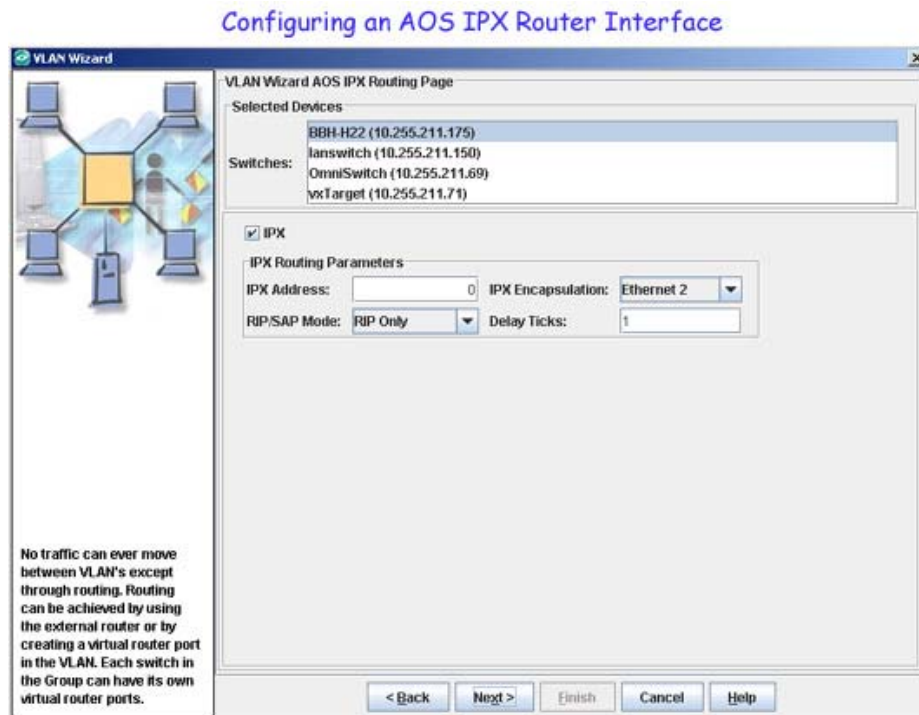 Configuring an AOS IPX Router Interface
VLAN Wizard
VLAN Wizard AOS IPX Routing Page
Selected Devices
Switches:
BBH-H22 (10.255.211.175)
lanswitch (10.255.211.150)
OmniSwitch (10.255.211.69)
vxTarget (10.255.211.71)
IPX
IPX Routing Parameters
IPX Address: 0 IPX Encapsulation: Ethernet 2
RIP/SAP Mode: RIP Only Delay Ticks: 1
No traffic can ever move
between VLAN's except
through routing. Routing
can be achieved by using
the external router or by
creating a virtual router port
in the VLAN. Each switch in
the Group can have its own
virtual router ports.
< Back Next > Finish Cancel Help